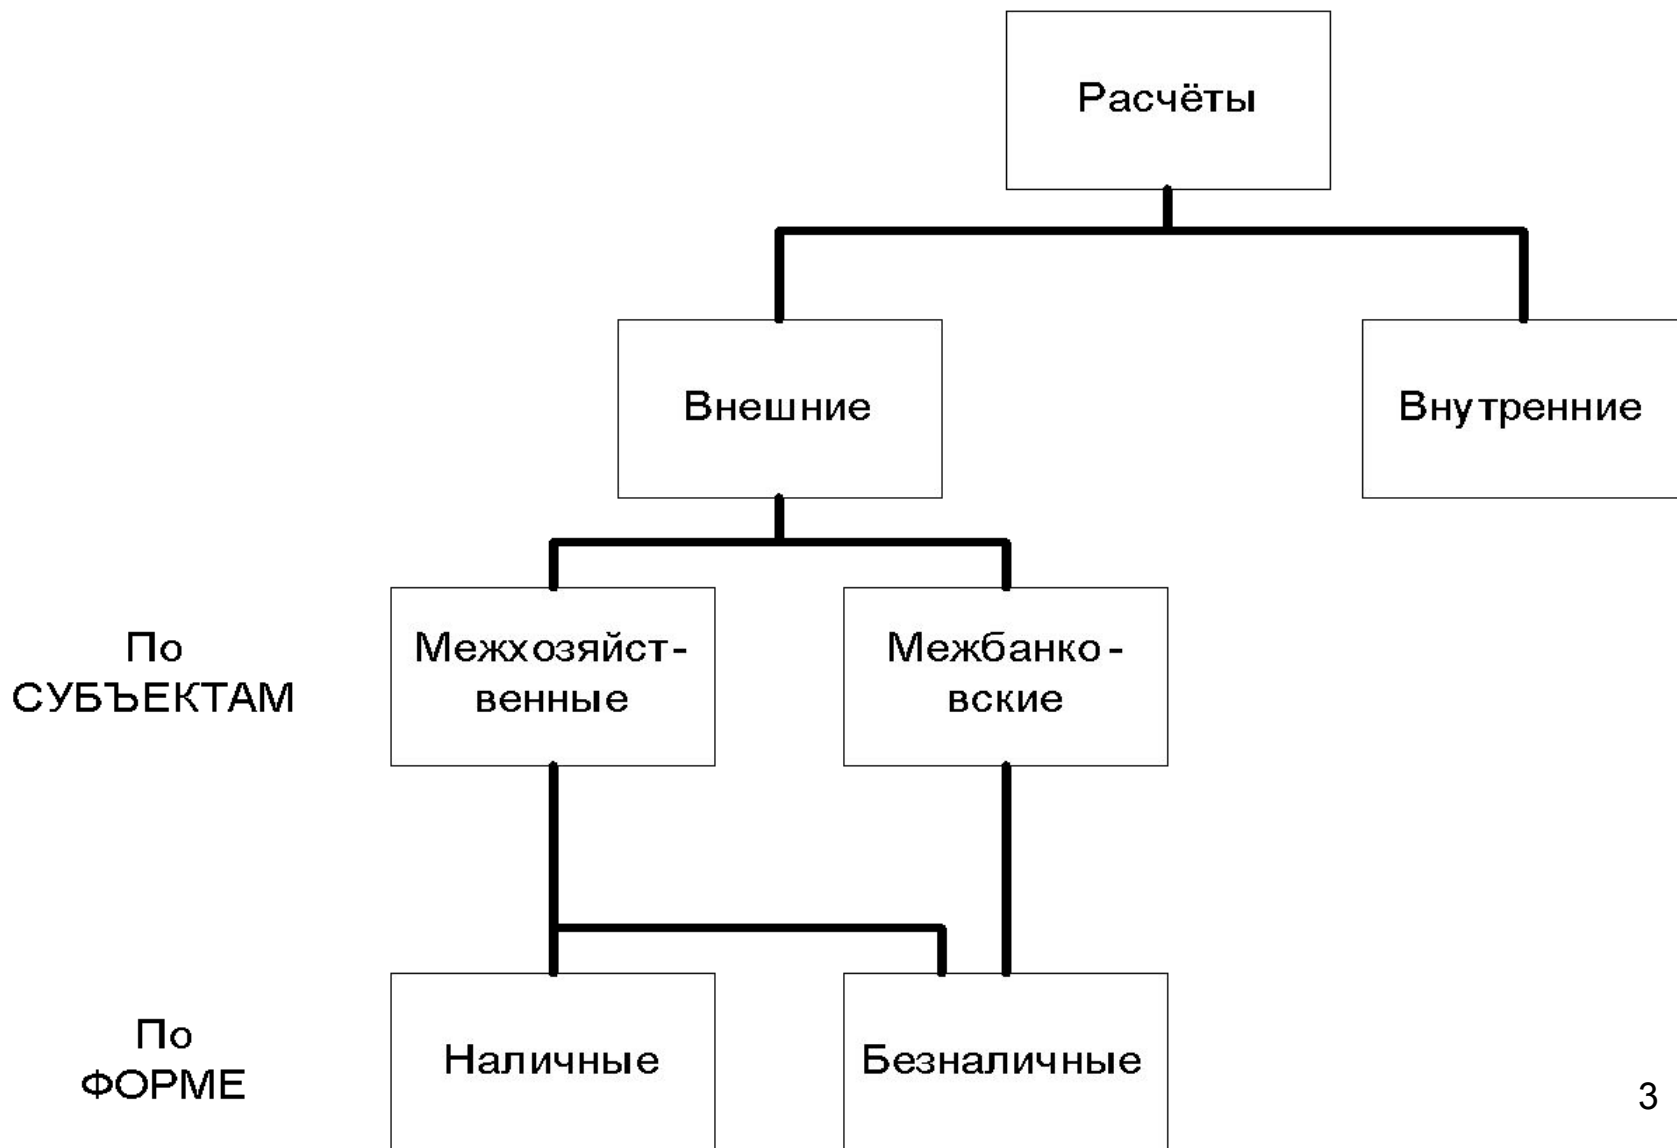 Расчёты
Внешние
Внутренние
По
СУБЪЕКТАМ
Межхозяйст-
венные
Межбанко-
вские
По
ФОРМЕ
Наличные
Безналичные
3